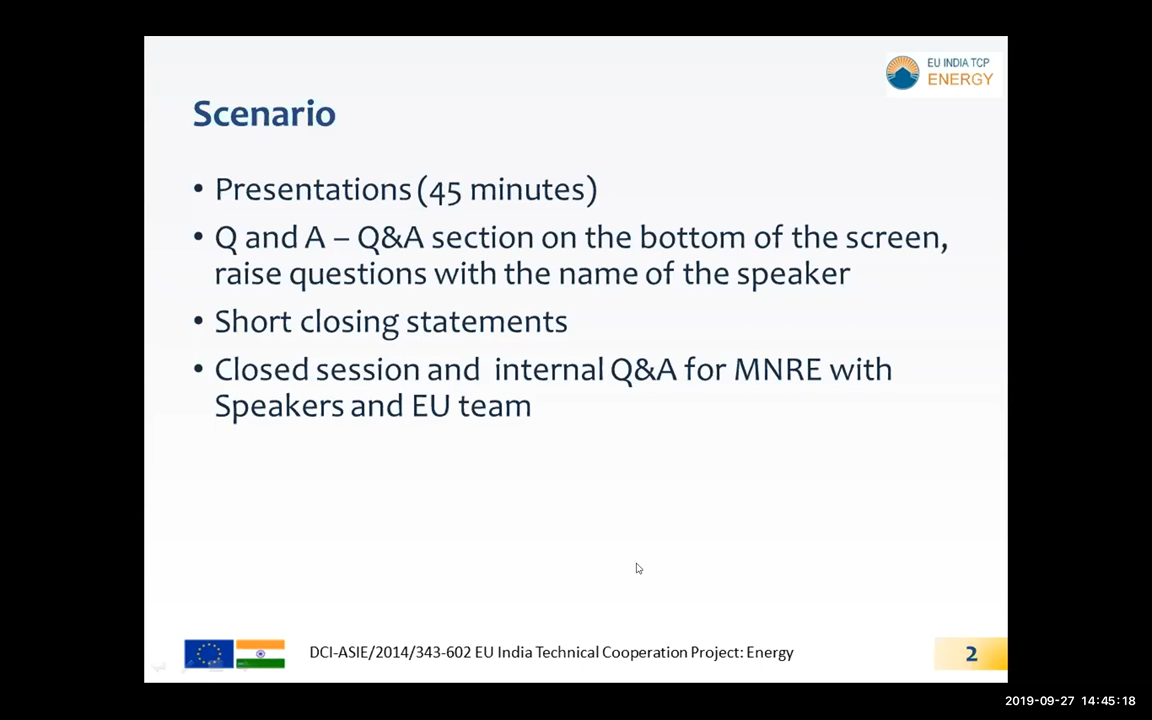 EU INDIA TCP
ENERGY
Scenario
• Presentations (45 minutes)
• Q and A – Q&A section on the bottom of the screen,
raise questions with the name of the speaker
• Short closing statements
• Closed session and  internal Q&A for MNRE with
Speakers and EU team
DCI-ASIE/2014/343-602 EU India Technical Cooperation Project: Energy
2
2019-09-27 14:45:18